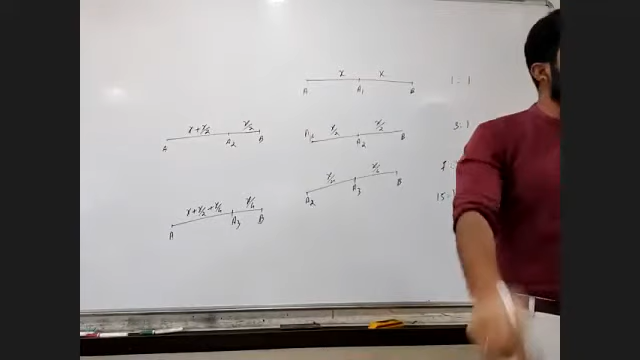 x x
A A₁ B
1 : 1
x+x/2 x/2
A A₂ B
x/2 x/2
A₁ A₂ B
3 : 1
x/4 x/4
A₂ A₃ B
x+x/2+x/4 x/4
A A₃ B
15 :